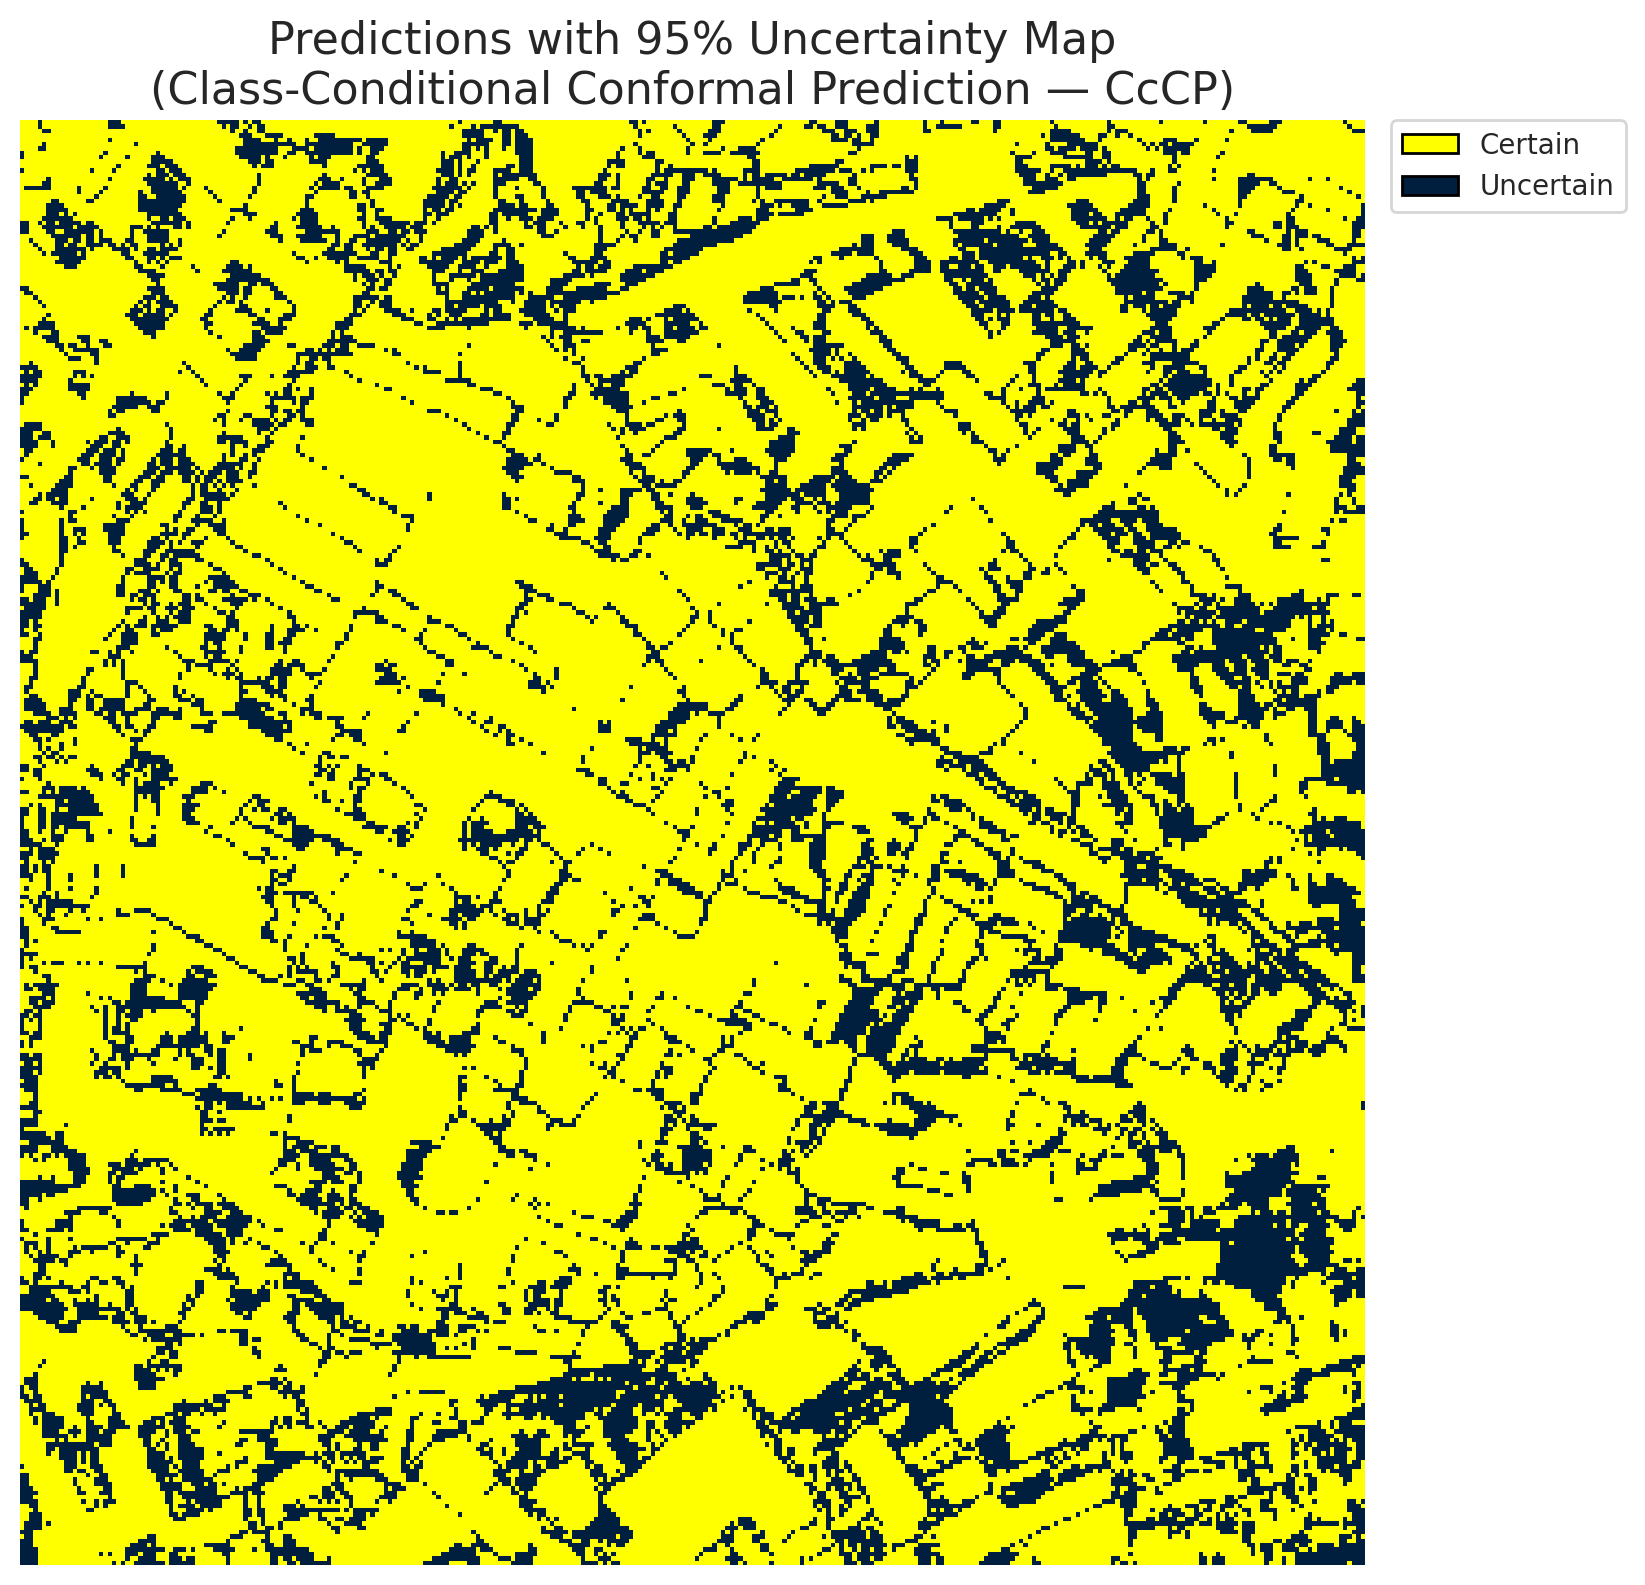 Predictions with 95% Uncertainty Map
(Class-Conditional Conformal Prediction — CcCP)
Certain
Uncertain